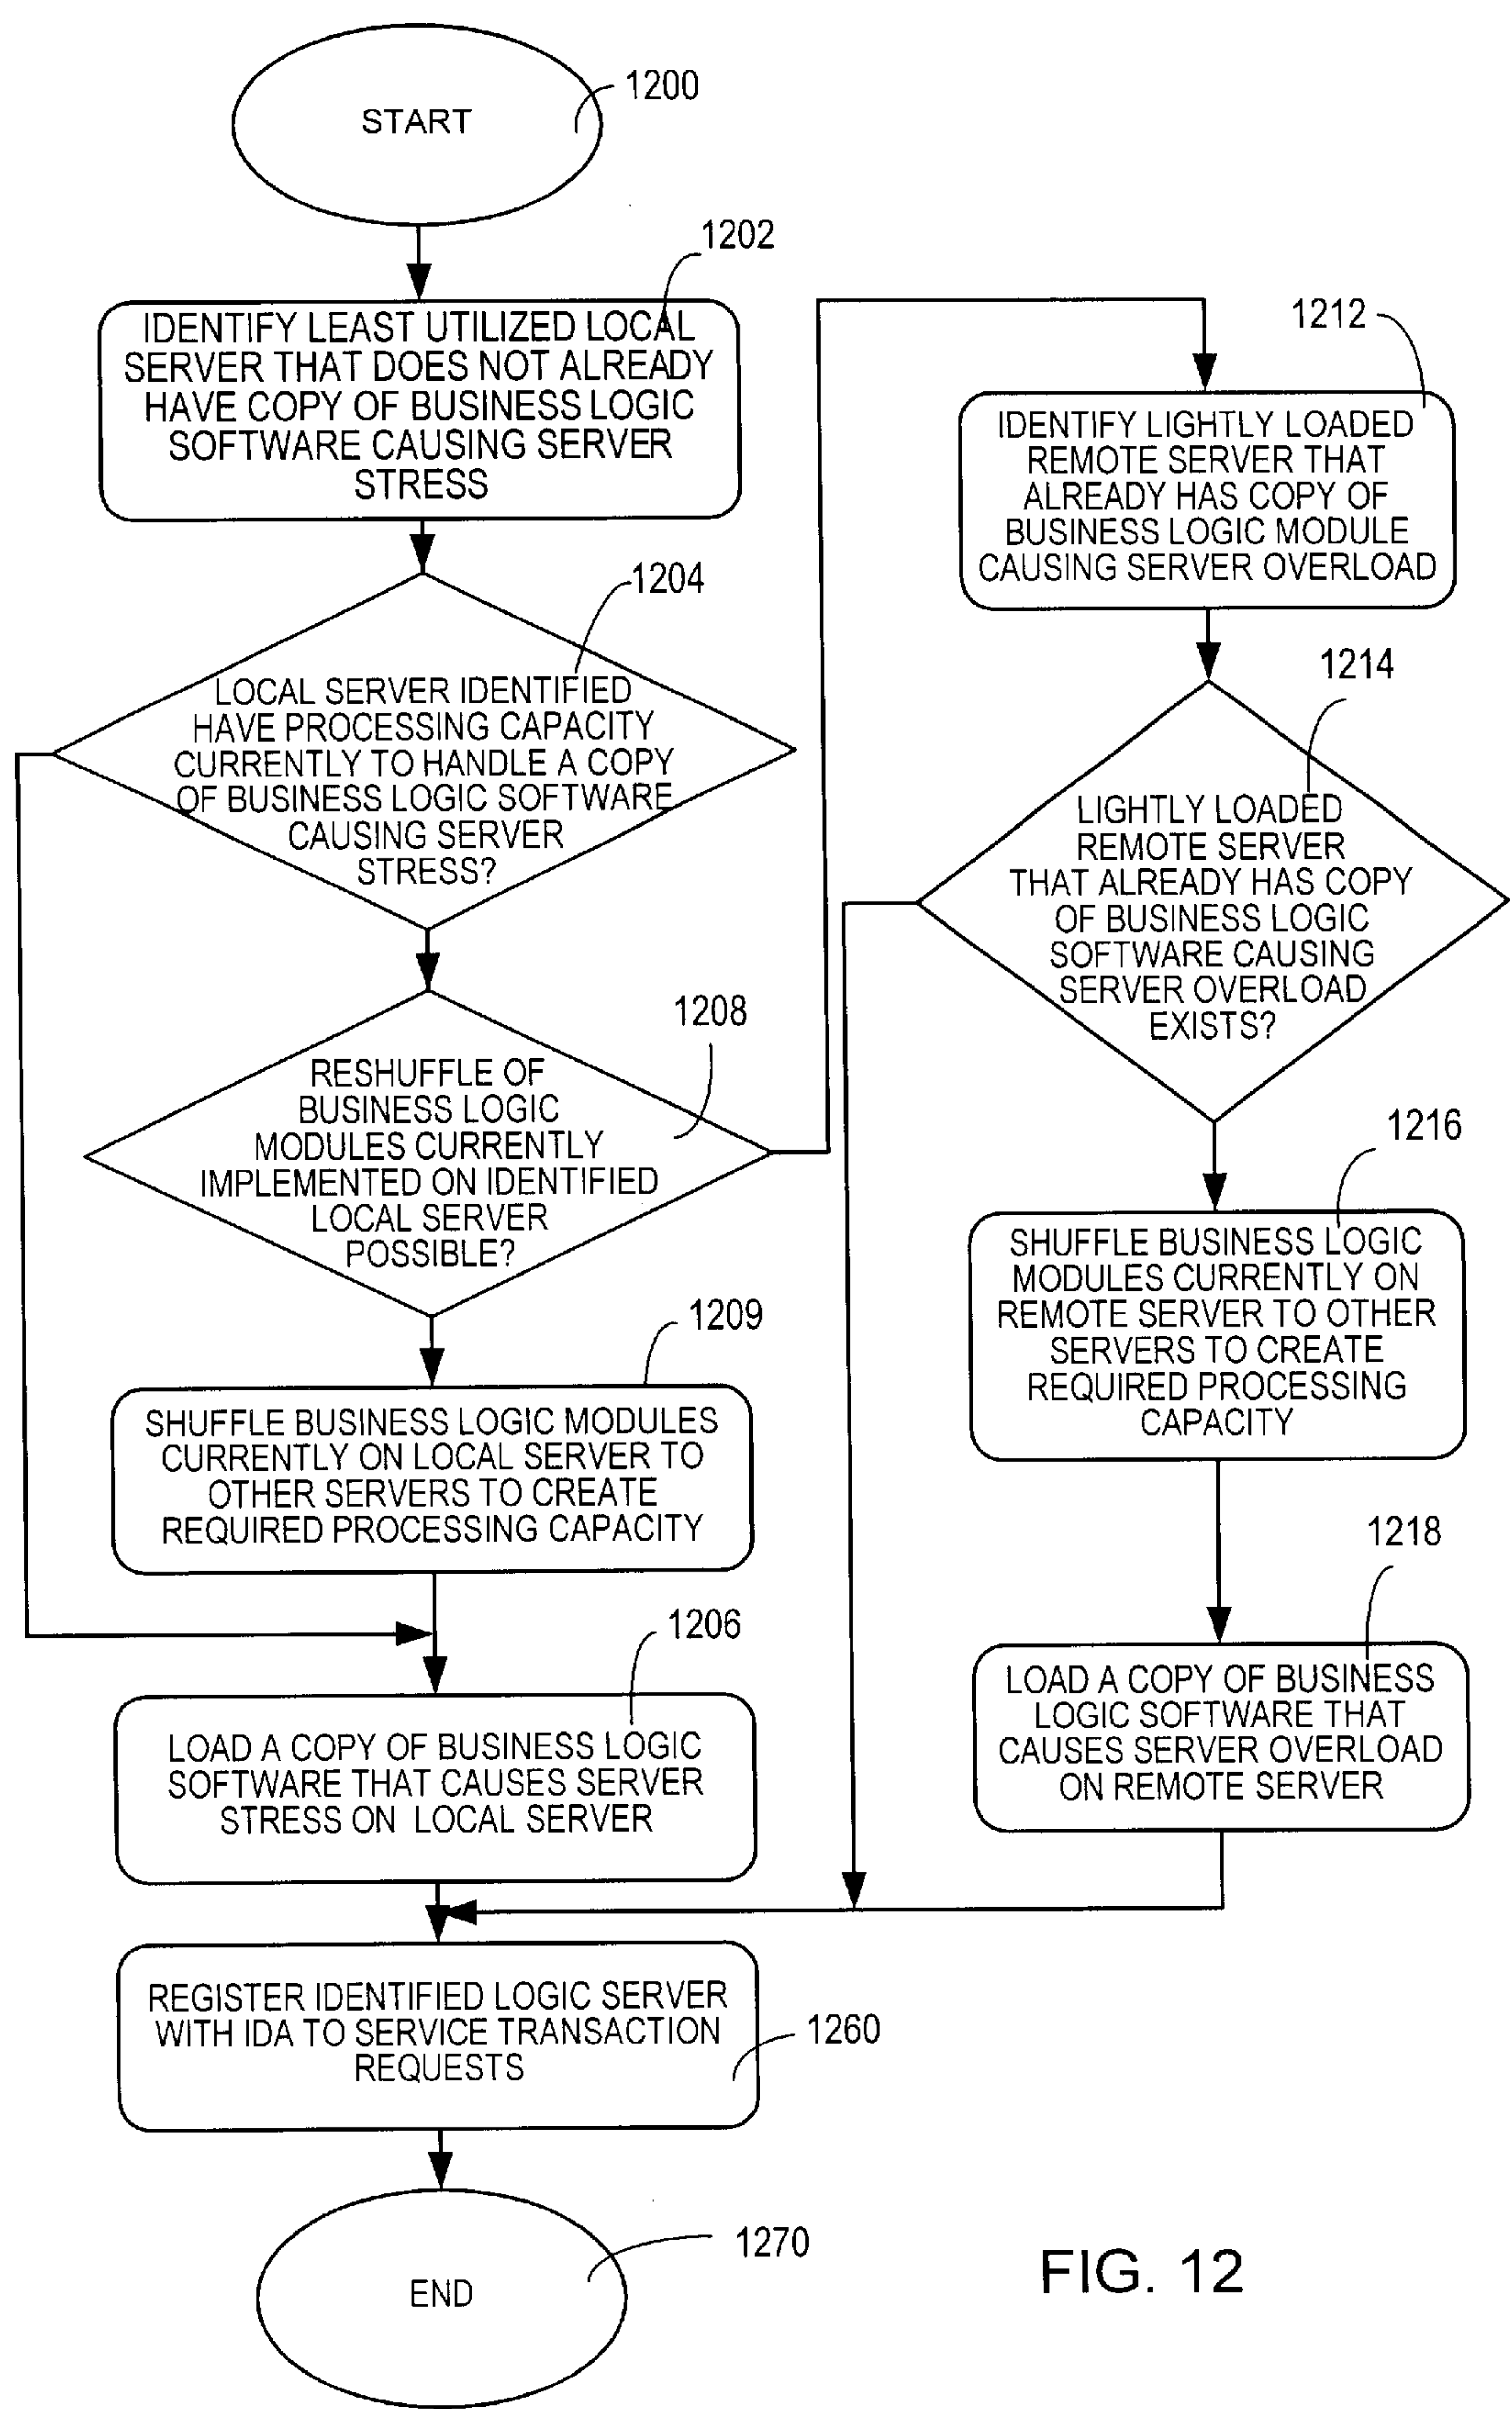 START
1200
1202
IDENTIFY LEAST UTILIZED LOCAL
SERVER THAT DOES NOT ALREADY
HAVE COPY OF BUSINESS LOGIC
SOFTWARE CAUSING SERVER
STRESS
1204
LOCAL SERVER IDENTIFIED
HAVE PROCESSING CAPACITY
CURRENTLY TO HANDLE A COPY
OF BUSINESS LOGIC SOFTWARE
CAUSING SERVER
STRESS?
1208
RESHUFFLE OF
BUSINESS LOGIC
MODULES CURRENTLY
IMPLEMENTED ON IDENTIFIED
LOCAL SERVER
POSSIBLE?
1209
SHUFFLE BUSINESS LOGIC MODULES
CURRENTLY ON LOCAL SERVER TO
OTHER SERVERS TO CREATE
REQUIRED PROCESSING CAPACITY
1206
LOAD A COPY OF BUSINESS LOGIC
SOFTWARE THAT CAUSES SERVER
STRESS ON LOCAL SERVER
1212
IDENTIFY LIGHTLY LOADED
REMOTE SERVER THAT
ALREADY HAS COPY OF
BUSINESS LOGIC MODULE
CAUSING SERVER OVERLOAD
1214
LIGHTLY LOADED
REMOTE SERVER
THAT ALREADY HAS COPY
OF BUSINESS LOGIC
SOFTWARE CAUSING
SERVER OVERLOAD
EXISTS?
1216
SHUFFLE BUSINESS LOGIC
MODULES CURRENTLY ON
REMOTE SERVER TO OTHER
SERVERS TO CREATE
REQUIRED PROCESSING
CAPACITY
1218
LOAD A COPY OF BUSINESS
LOGIC SOFTWARE THAT
CAUSES SERVER OVERLOAD
ON REMOTE SERVER
REGISTER IDENTIFIED LOGIC SERVER
WITH IDA TO SERVICE TRANSACTION
REQUESTS
1260
END
1270
FIG. 12